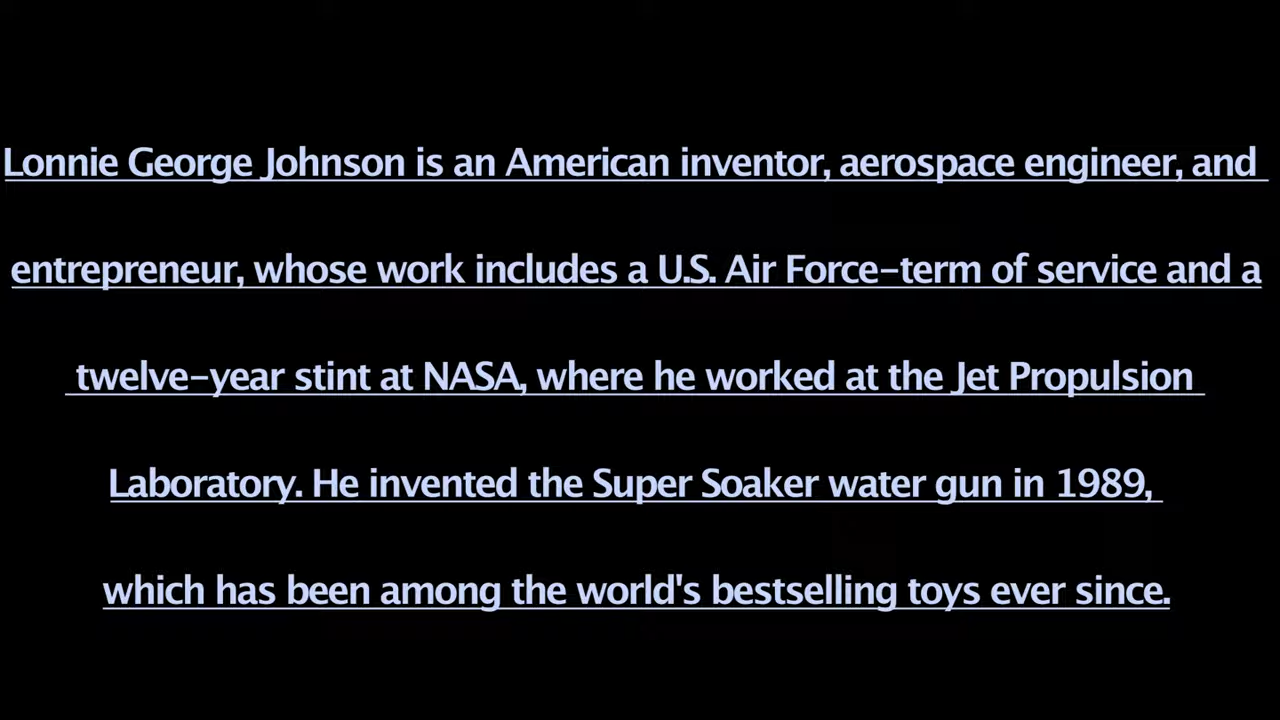 Lonnie George Johnson is an American inventor, aerospace engineer, and
entrepreneur, whose work includes a U.S. Air Force-term of service and a
twelve-year stint at NASA, where he worked at the Jet Propulsion
Laboratory. He invented the Super Soaker water gun in 1989,
which has been among the world's bestselling toys ever since.